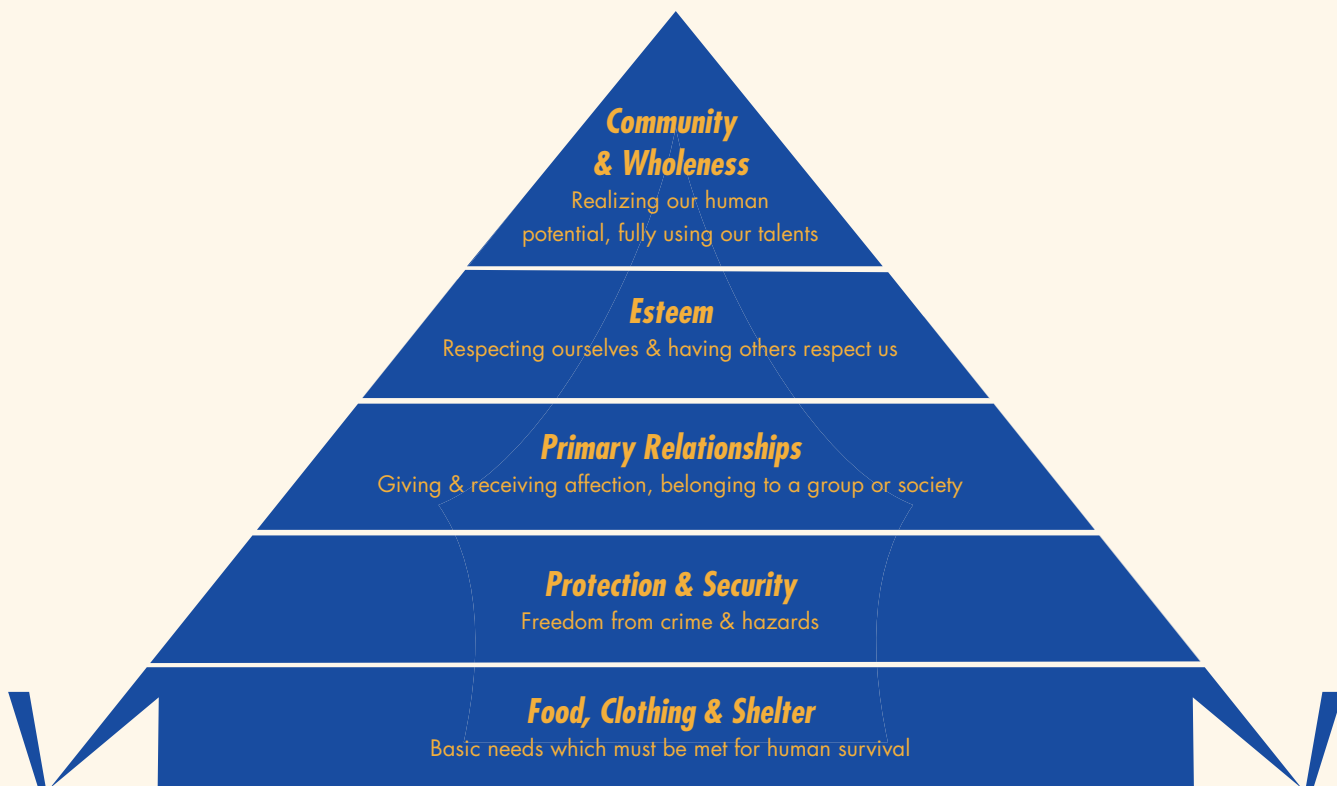 Community
& Wholeness
Realizing our human
potential, fully using our talents
Esteem
Respecting ourselves & having others respect us
Primary Relationships
Giving & receiving affection, belonging to a group or society
Protection & Security
Freedom from crime & hazards
Food, Clothing & Shelter
Basic needs which must be met for human survival